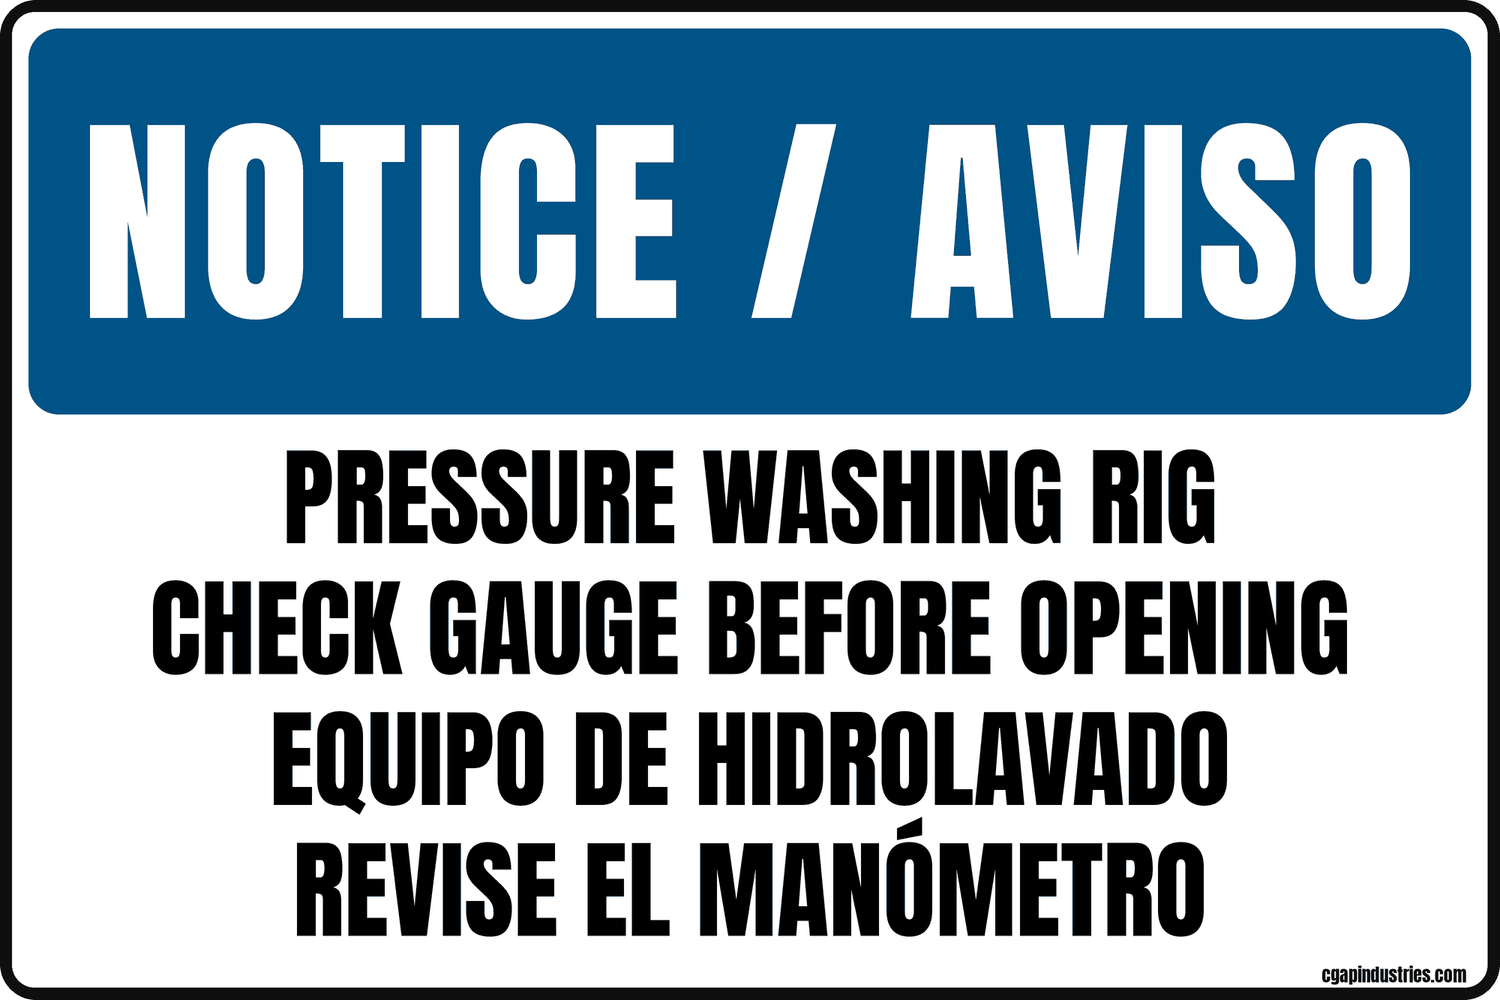 NOTICE / AVISO
PRESSURE WASHING RIG
CHECK GAUGE BEFORE OPENING
EQUIPO DE HIDROLAVADO
REVISE EL MANÓMETRO
cgapindustries.com